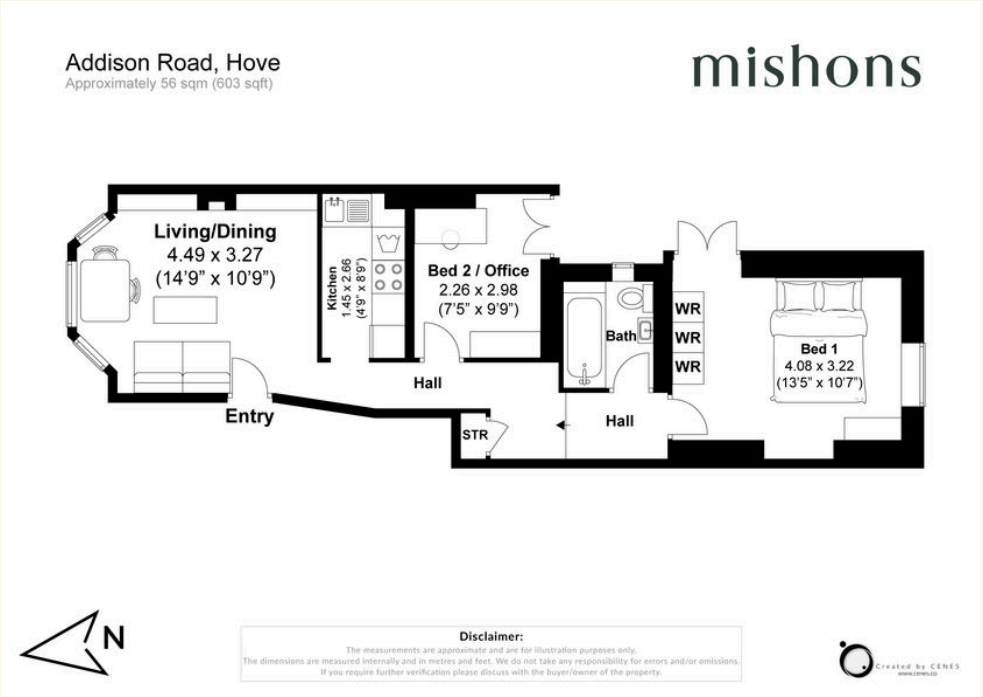 Addison Road, Hove
Approximately 56 sqm (603 sqft)
mishons
Living/Dining
4.49 x 3.27
(14'9" x 10'9")
Kitchen
1.45 x 2.66
(4'9" x 8'9")
Bed 2 / Office
2.26 x 2.98
(7'5" x 9'9")
Bath
WR
WR
WR
Bed 1
4.08 x 3.22
(13'5" x 10'7")
Hall
Entry
STR
Hall
N
Disclaimer:
The measurements are approximate and are for illustration purposes only.
The dimensions are measured internally and in metres and feet. We do not take any responsibility for errors and/or omissions.
If you require further verification please discuss with the buyer/owner of the property.
Created by CENES
www.cenes.co